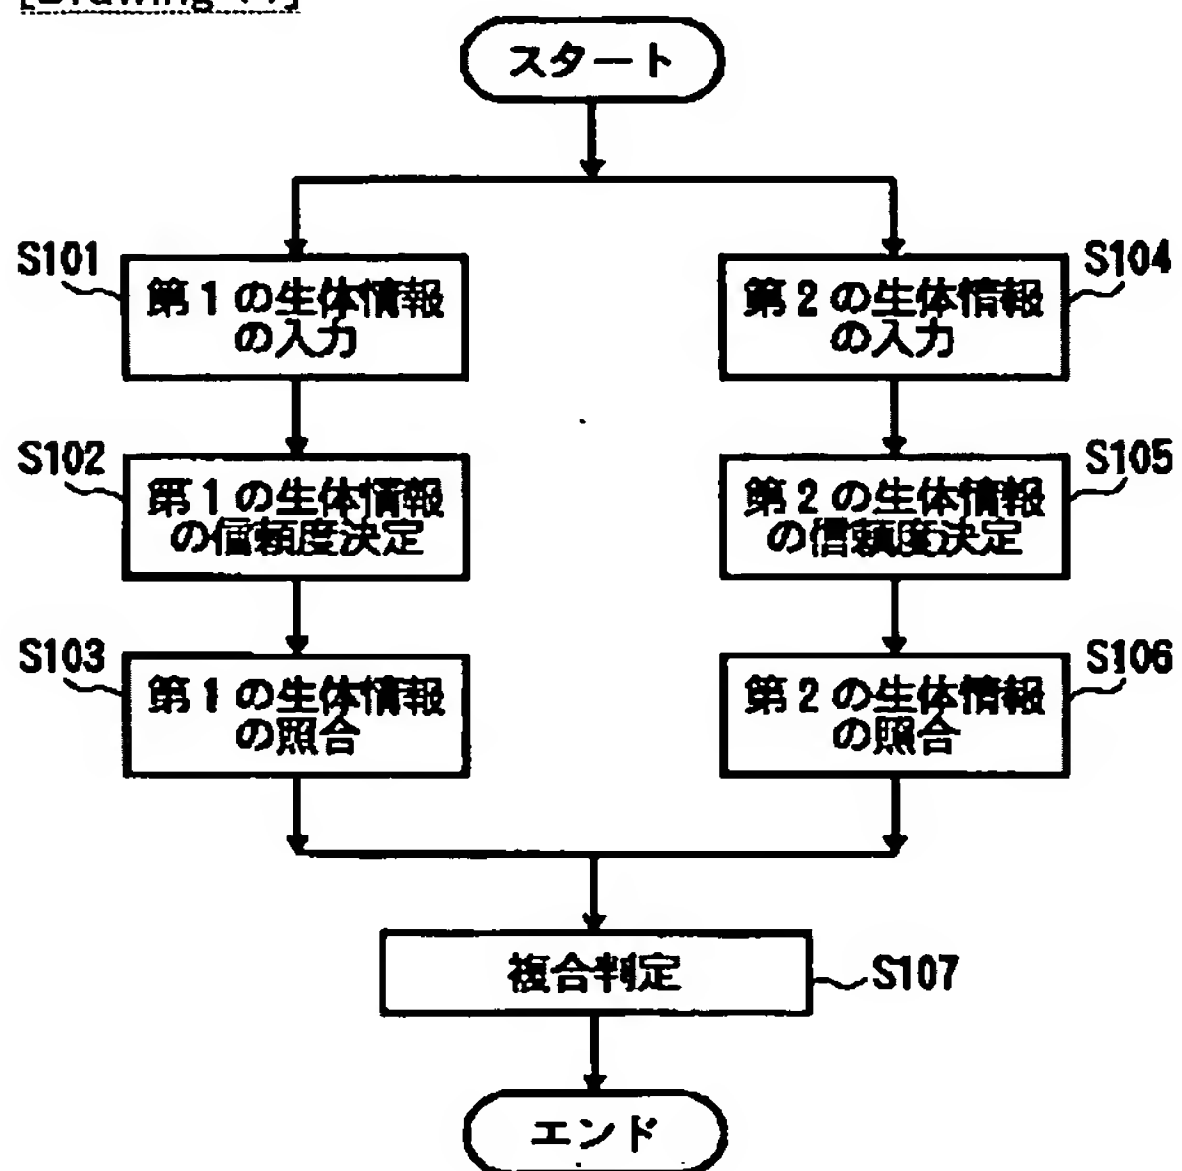 スタート
S101
第1の生体情報
の入力
S102
第1の生体情報
の信頼度決定
S103
第1の生体情報
の照合
S104
第2の生体情報
の入力
S105
第2の生体情報
の信頼度決定
S106
第2の生体情報
の照合
複合判定
S107
エンド